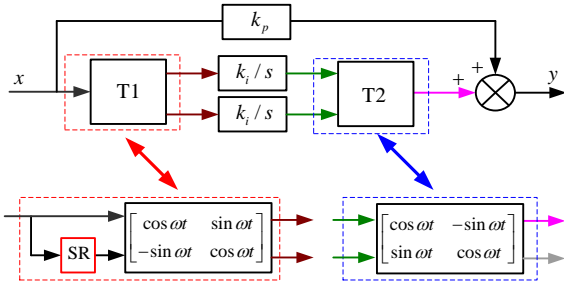 k_p
x
T1
k_i / s
k_i / s
T2
+
+
y
SR
cos ωt sin ωt
−sin ωt cos ωt
cos ωt −sin ωt
sin ωt cos ωt